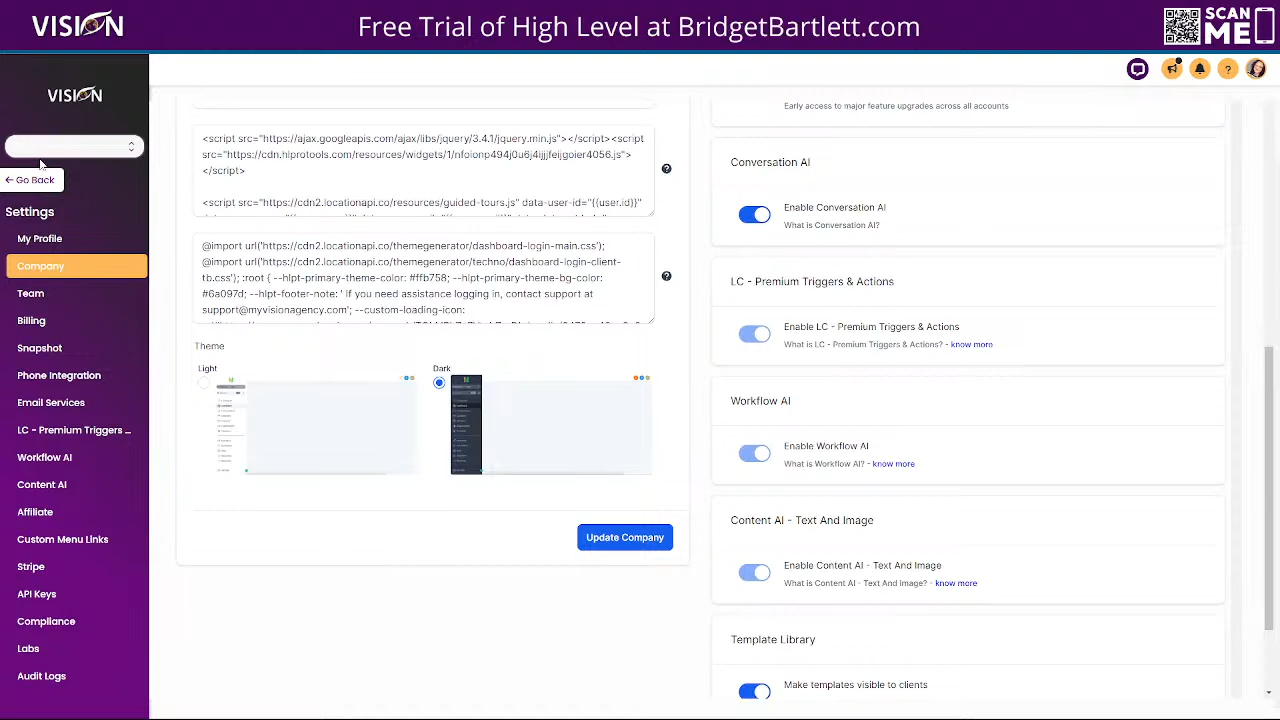 VISION
Free Trial of High Level at BridgetBartlett.com
SCAN
ME
VISION
← Go Back
Settings
My Profile
Company
Team
Billing
Snapshot
Phone Integration
Email Services
LC - Premium Triggers ...
Workflow AI
Content AI
Affiliate
Custom Menu Links
Stripe
API Keys
Compliance
Labs
Audit Logs
<script src="https://ajax.googleapis.com/ajax/libs/jquery/3.4.1/jquery.min.js"></script><script
src="https://cdn.hlprotools.com/resources/widgets/1/nfoionp494j0u6j4ijjjfeijgoier4056.js">
</script>
<script src="https://cdn2.locationapi.co/resources/guided-tours.js" data-user-id="{{user.id}}"
@import url('https://cdn2.locationapi.co/themegenerator/dashboard-login-main.css');
@import url('https://cdn2.locationapi.co/themegenerator/techno/dashboard-login-client-
tb.css'); :root { --hlpt-primary-theme-color: #ffb758; --hlpt-primary-theme-bg-color:
#6a097d; --hlpt-footer-note: ' If you need assistance logging in, contact support at
support@myvisionagency.com'; --custom-loading-icon:
Theme
Light
Dark
Update Company
Early access to major feature upgrades across all accounts
Conversation AI
Enable Conversation AI
What is Conversation AI?
LC - Premium Triggers & Actions
Enable LC - Premium Triggers & Actions
What is LC - Premium Triggers & Actions? - know more
Workflow AI
Enable Workflow AI
What is Workflow AI? - know more
Content AI - Text And Image
Enable Content AI - Text And Image
What is Content AI - Text And Image? - know more
Template Library
Make templates visible to clients